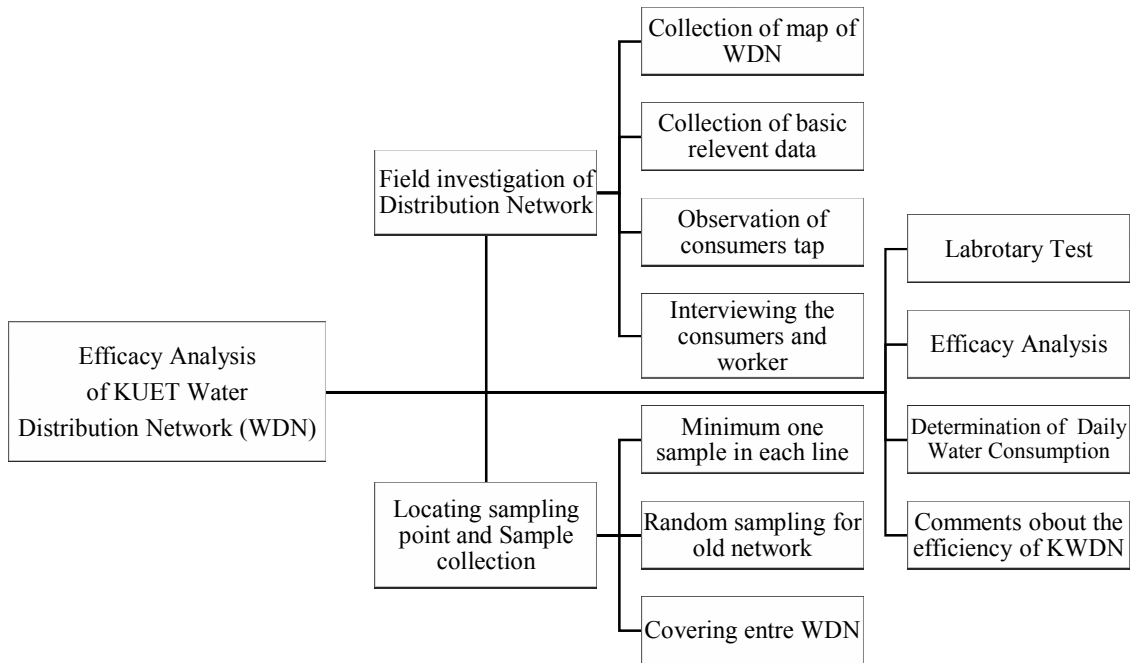 Efficacy Analysis
of KUET Water
Distribution Network (WDN)
Field investigation of
Distribution Network
Collection of map of
WDN
Collection of basic
relevent data
Observation of
consumers tap
Interviewing the
consumers and
worker
Locating sampling
point and Sample
collection
Minimum one
sample in each line
Random sampling for
old network
Covering entre WDN
Labrotary Test
Efficacy Analysis
Determination of Daily
Water Consumption
Comments obout the
efficiency of KWDN